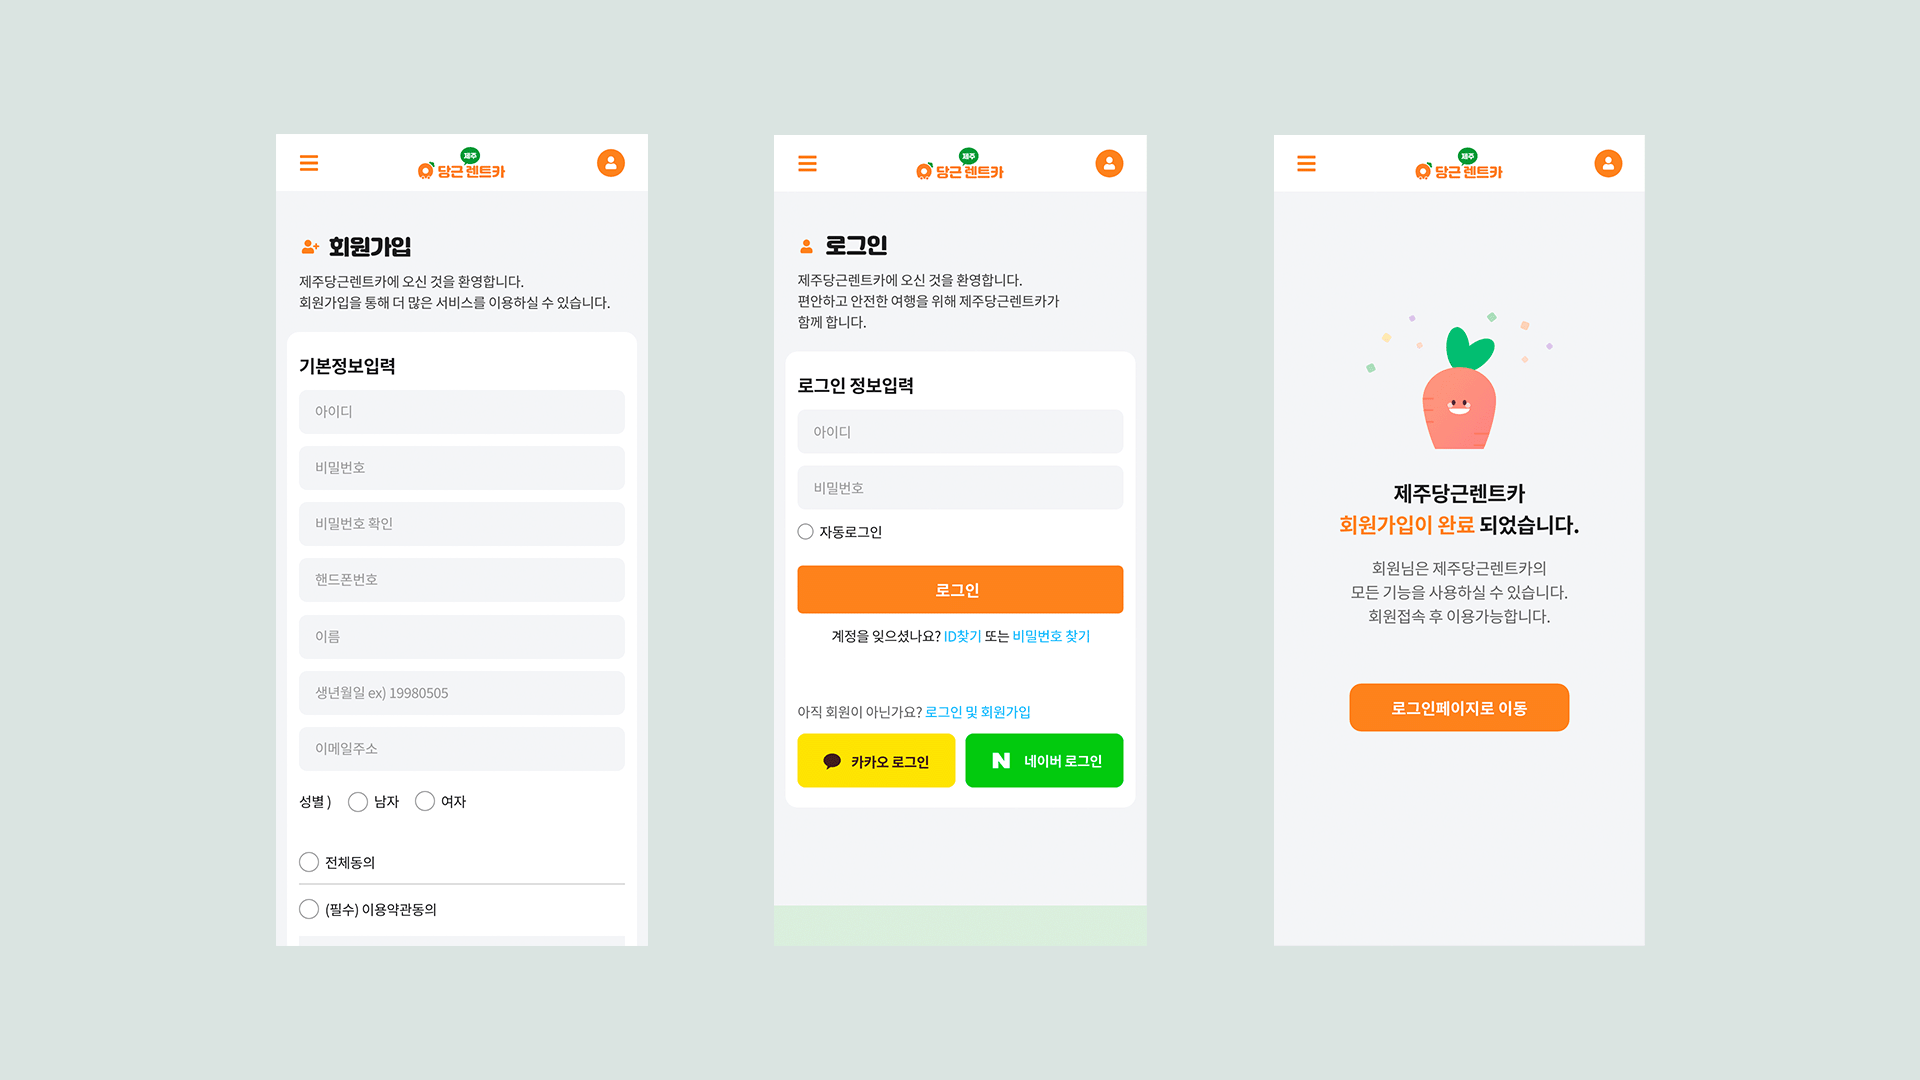 제주
당근 렌트카
회원가입
제주당근렌트카에 오신 것을 환영합니다.
회원가입을 통해 더 많은 서비스를 이용하실 수 있습니다.
기본정보입력
아이디
비밀번호
비밀번호 확인
핸드폰번호
이름
생년월일 ex) 19980505
이메일주소
성별 ) 남자 여자
전체동의
(필수) 이용약관동의
제주
당근 렌트카
로그인
제주당근렌트카에 오신 것을 환영합니다.
편안하고 안전한 여행을 위해 제주당근렌트카가
함께 합니다.
로그인 정보입력
아이디
비밀번호
자동로그인
로그인
계정을 잊으셨나요? ID찾기 또는 비밀번호 찾기
아직 회원이 아닌가요? 로그인 및 회원가입
카카오 로그인
N 네이버 로그인
제주
당근 렌트카
제주당근렌트카
회원가입이 완료 되었습니다.
회원님은 제주당근렌트카의
모든 기능을 사용하실 수 있습니다.
회원접속 후 이용가능합니다.
로그인페이지로 이동